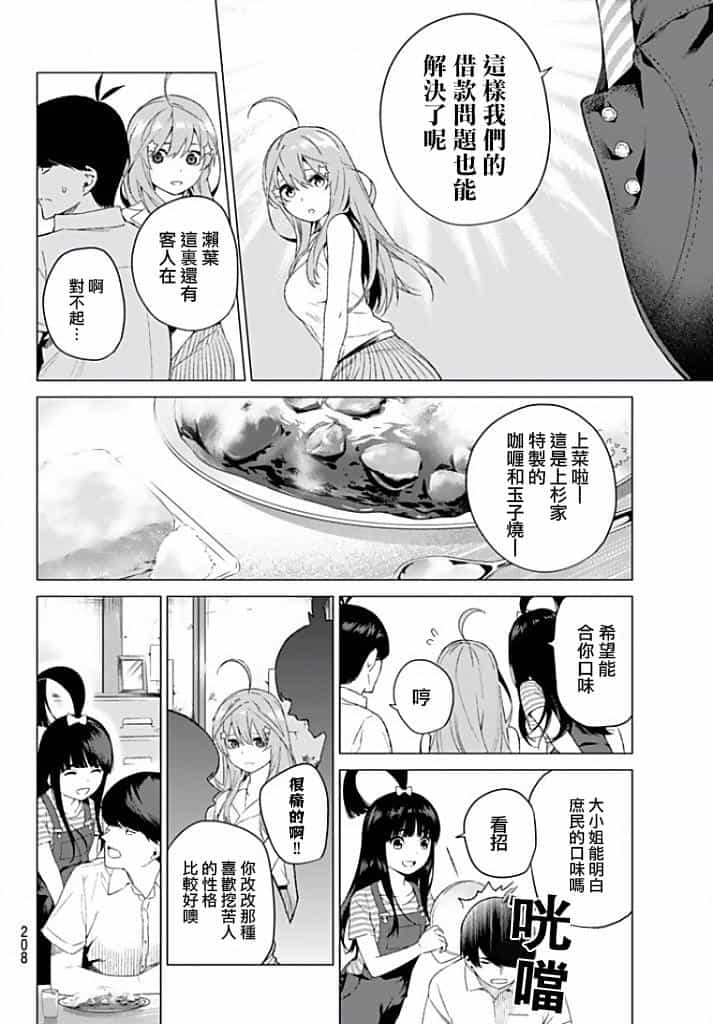 這樣我們的
借款問題也能
解決了呢
瀨葉
這裏還有
客人在
啊
對不起…
上菜啦—
這是上杉家
特製的
咖喱和玉子燒—
希望能
合你口味
哼
大小姐能明白
庶民的口味嗎
看招
咣噹
很痛的啊!!
你改改那種
喜歡挖苦人
的性格
比較好噢
208